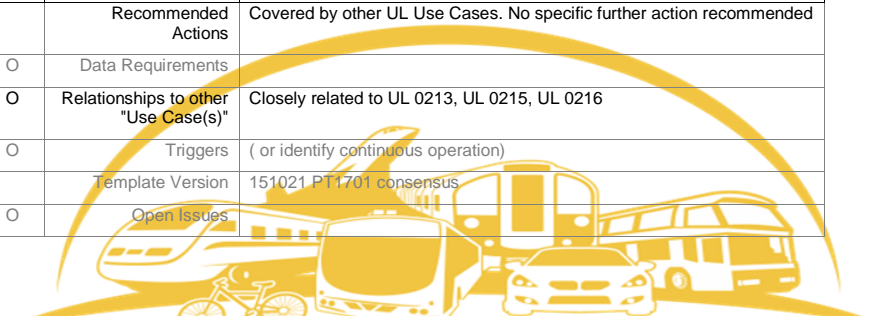 Recommended Covered by other UL Use Cases. No specific further action recommended
Actions
O Data Requirements
O Relationships to other Closely related to UL 0213, UL 0215, UL 0216
"Use Case(s)"
O Triggers ( or identify continuous operation)
Template Version 151021 PT1701 consensus
O Open Issues